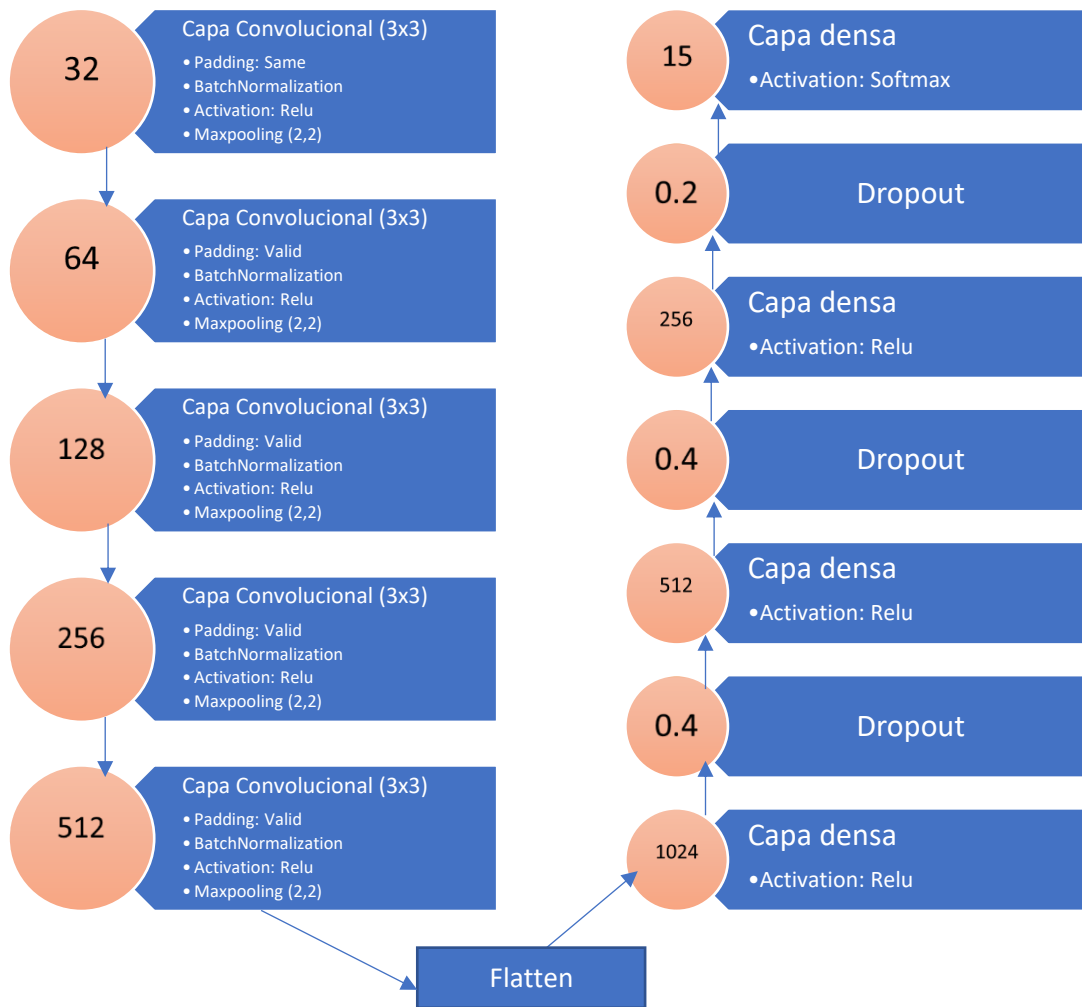 32
Capa Convolucional (3x3)
• Padding: Same
• BatchNormalization
• Activation: Relu
• Maxpooling (2,2)
64
Capa Convolucional (3x3)
• Padding: Valid
• BatchNormalization
• Activation: Relu
• Maxpooling (2,2)
128
Capa Convolucional (3x3)
• Padding: Valid
• BatchNormalization
• Activation: Relu
• Maxpooling (2,2)
256
Capa Convolucional (3x3)
• Padding: Valid
• BatchNormalization
• Activation: Relu
• Maxpooling (2,2)
512
Capa Convolucional (3x3)
• Padding: Valid
• BatchNormalization
• Activation: Relu
• Maxpooling (2,2)
Flatten
1024
Capa densa
•Activation: Relu
0.4
Dropout
512
Capa densa
•Activation: Relu
0.4
Dropout
256
Capa densa
•Activation: Relu
0.2
Dropout
15
Capa densa
•Activation: Softmax